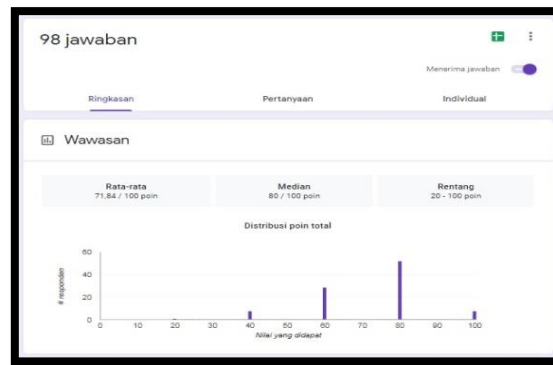 98 jawaban
Menerima jawaban
Ringkasan Pertanyaan Individual
Wawasan
Rata-rata Median Rentang
71,84 / 100 poin 80 / 100 poin 20 - 100 poin
Distribusi poin total
# responden
60
40
20
0
0 10 20 30 40 50 60 70 80 90 100
Nilai yang didapat